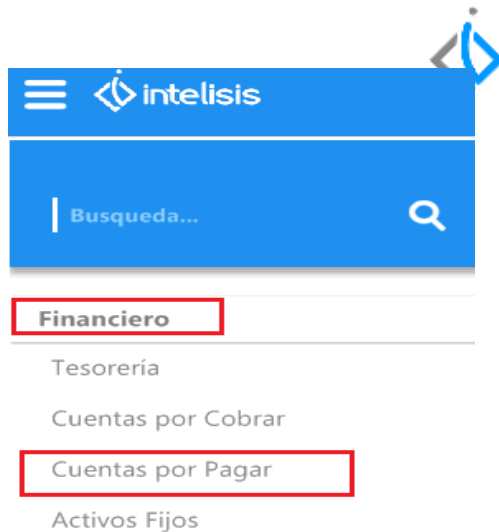 intelisis
Busqueda...
Financiero
Tesorería
Cuentas por Cobrar
Cuentas por Pagar
Activos Fijos